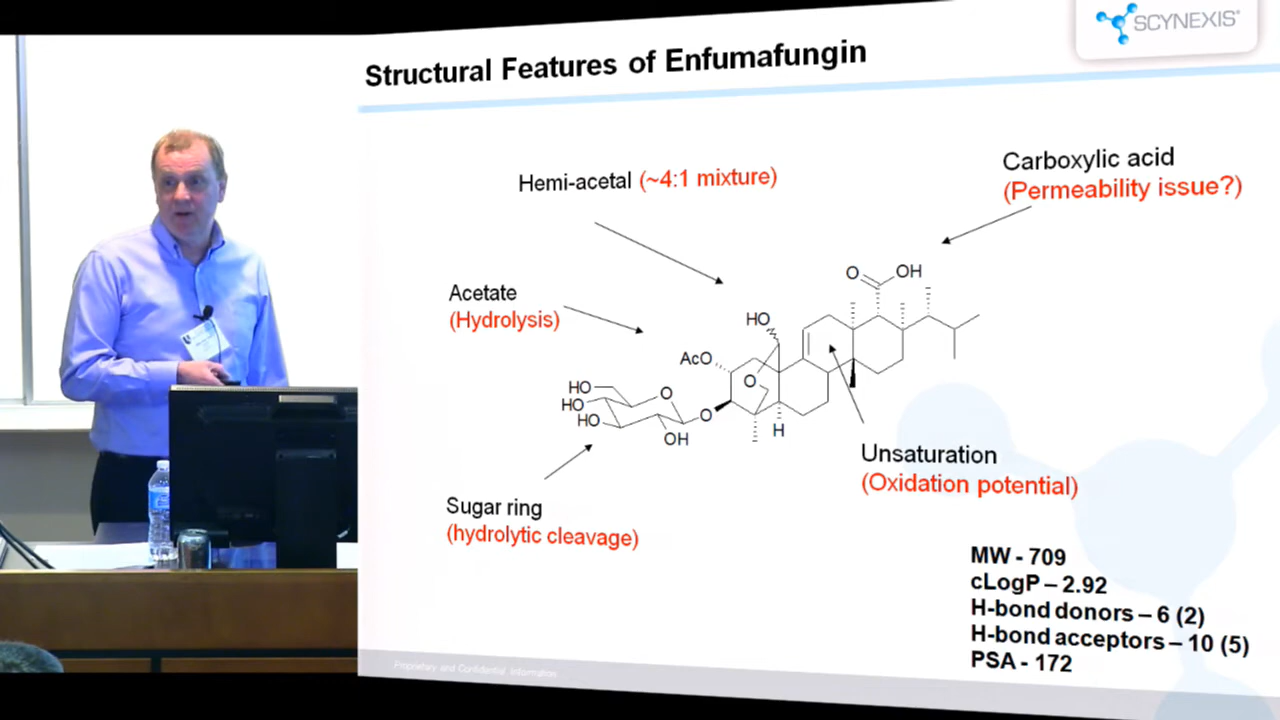 SCYNEXIS®
Structural Features of Enfumafungin
Hemi-acetal (~4:1 mixture)
Carboxylic acid
(Permeability issue?)
Acetate
(Hydrolysis)
O
OH
HO
AcO
O
HO
HO
HO
O
OH
O
H
Unsaturation
(Oxidation potential)
Sugar ring
(hydrolytic cleavage)
MW - 709
cLogP – 2.92
H-bond donors – 6 (2)
H-bond acceptors – 10 (5)
PSA - 172
Proprietary and Confidential Information